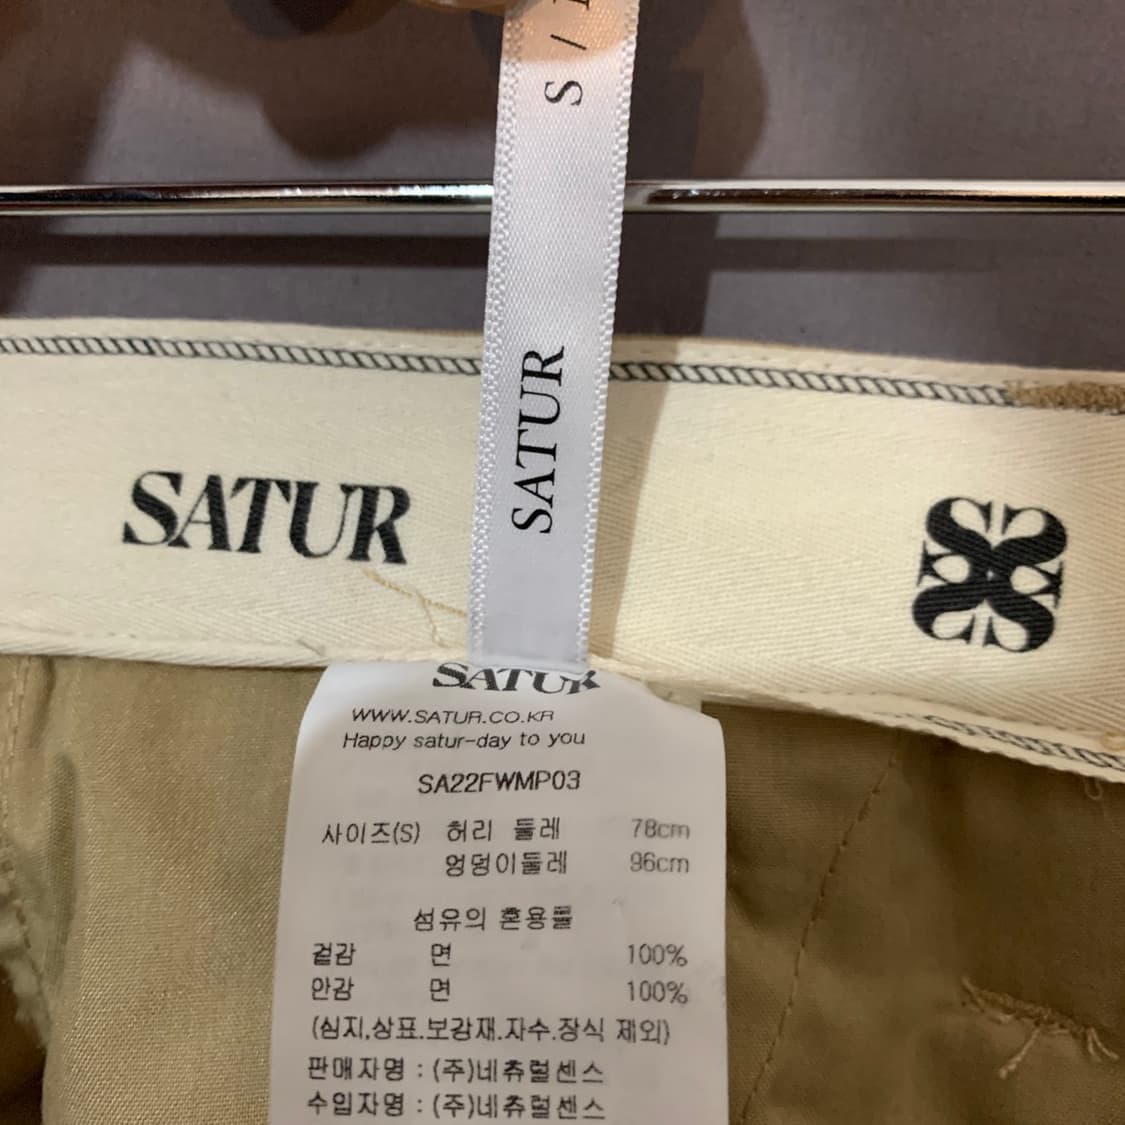 S /
SATUR
SATUR
SATUR
WWW.SATUR.CO.KR
Happy satur-day to you
SA22FWMP03
사이즈(S) 허리 둘레 78cm
엉덩이둘레 96cm
섬유의 혼용률
겉감 면 100%
안감 면 100%
(심지,상표.보강재.자수.장식 제외)
판매자명 : (주)네츄럴센스
수입자명 : (주)네츄럴센스